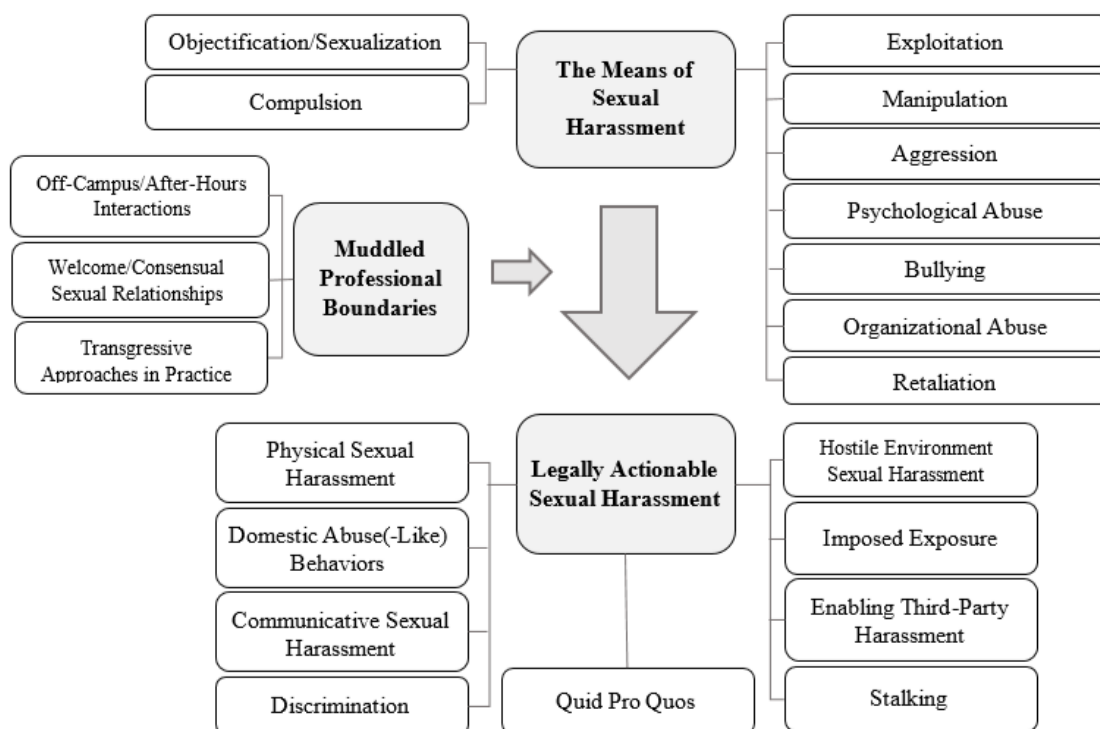 Objectification/Sexualization
Compulsion
The Means of
Sexual
Harassment
Exploitation
Manipulation
Aggression
Psychological Abuse
Bullying
Organizational Abuse
Retaliation
Off-Campus/After-Hours
Interactions
Welcome/Consensual
Sexual Relationships
Transgressive
Approaches in Practice
Muddled
Professional
Boundaries
Physical Sexual
Harassment
Domestic Abuse(-Like)
Behaviors
Communicative Sexual
Harassment
Discrimination
Legally Actionable
Sexual Harassment
Quid Pro Quos
Hostile Environment
Sexual Harassment
Imposed Exposure
Enabling Third-Party
Harassment
Stalking